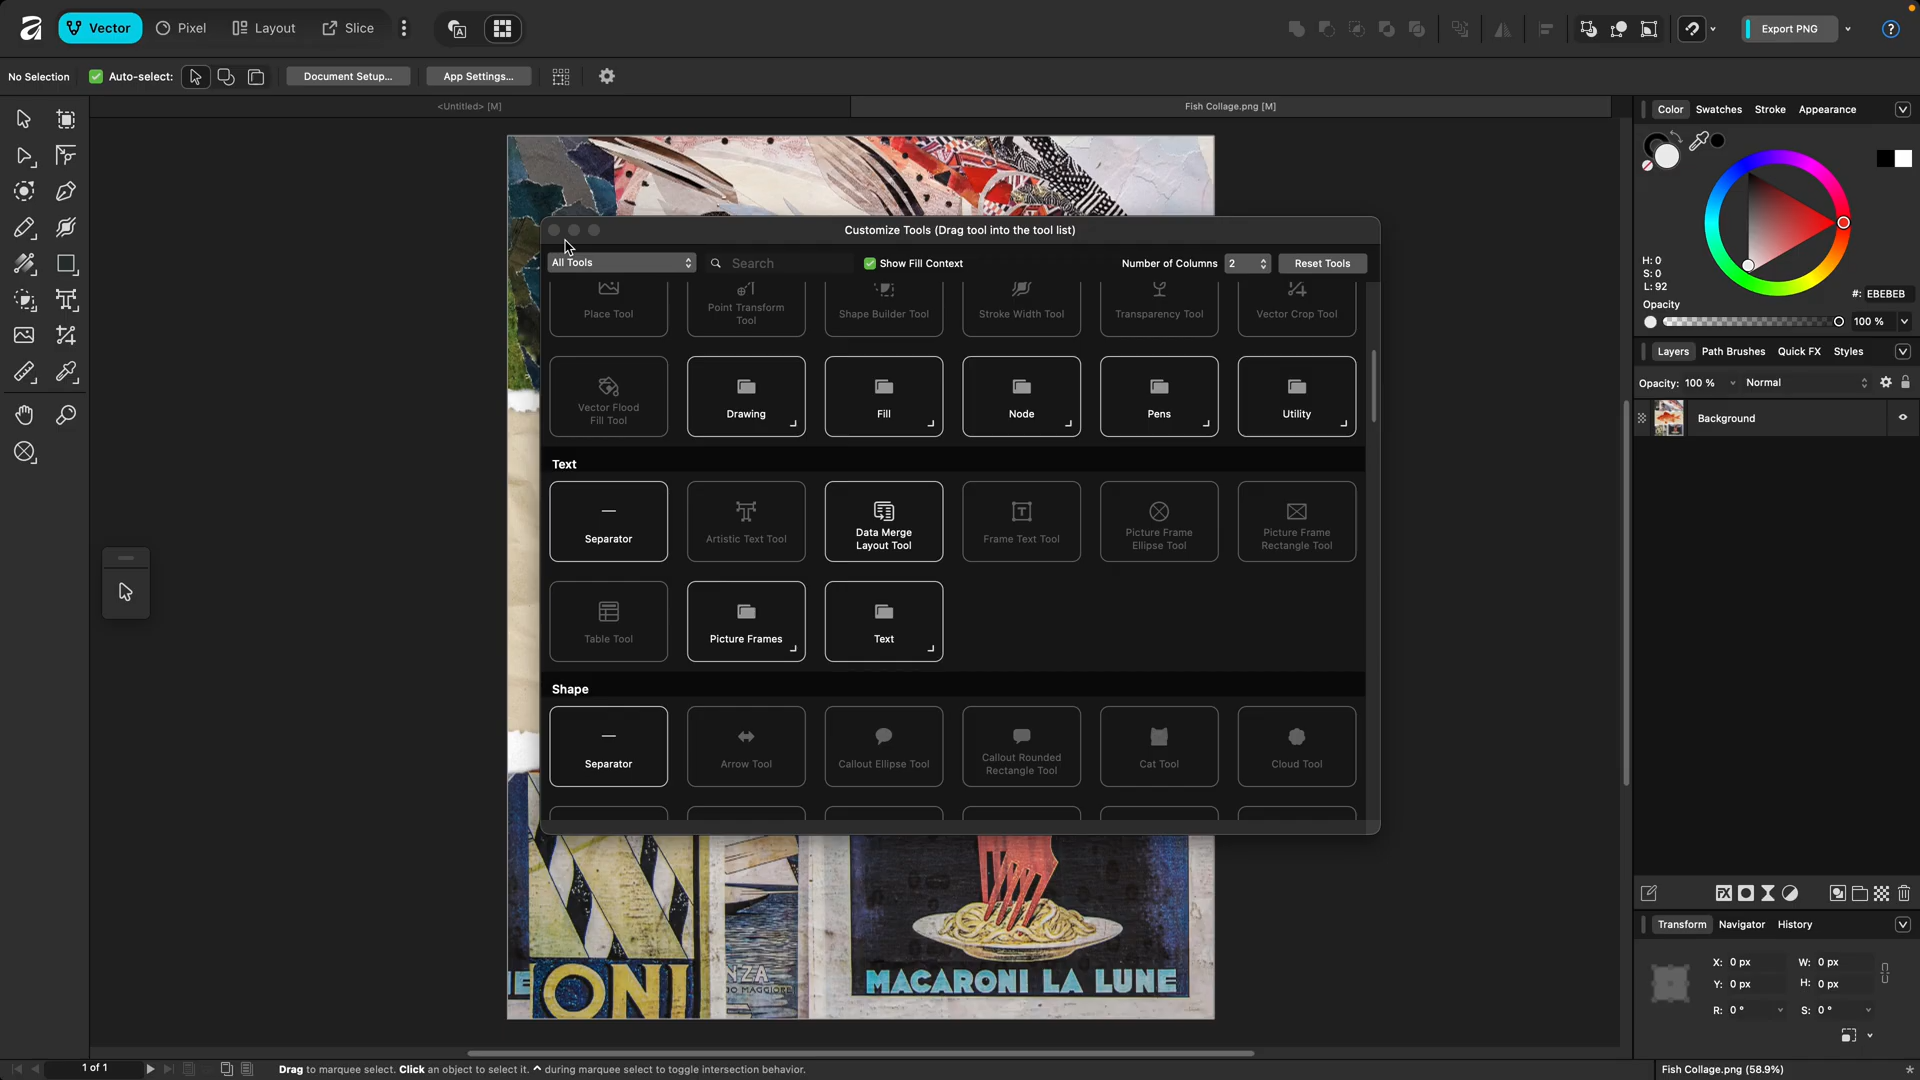 Vector
Pixel
Layout
Slice
Export PNG
No Selection
Auto-select:
Document Setup...
App Settings...
<Untitled> [M]
Fish Collage.png [M]
Customize Tools (Drag tool into the tool list)
All Tools
Search
Show Fill Context
Number of Columns
2
Reset Tools
Place Tool
Point Transform
Tool
Shape Builder Tool
Stroke Width Tool
Transparency Tool
Vector Crop Tool
Vector Flood
Fill Tool
Drawing
Fill
Node
Pens
Utility
Text
Separator
Artistic Text Tool
Data Merge
Layout Tool
Frame Text Tool
Picture Frame
Ellipse Tool
Picture Frame
Rectangle Tool
Table Tool
Picture Frames
Text
Shape
Separator
Arrow Tool
Callout Ellipse Tool
Callout Rounded
Rectangle Tool
Cat Tool
Cloud Tool
ONI
NZA
MAGGIORE
MACARONI LA LUNE
Color
Swatches
Stroke
Appearance
H: 0
S: 0
L: 92
#: EBEBEB
Opacity
100 %
Layers
Path Brushes
Quick FX
Styles
Opacity: 100 %
Normal
Background
Transform
Navigator
History
X: 0 px
W: 0 px
Y: 0 px
H: 0 px
R: 0 °
S: 0 °
1 of 1
Drag to marquee select. Click an object to select it. ^ during marquee select to toggle intersection behavior.
Fish Collage.png (58.9%)